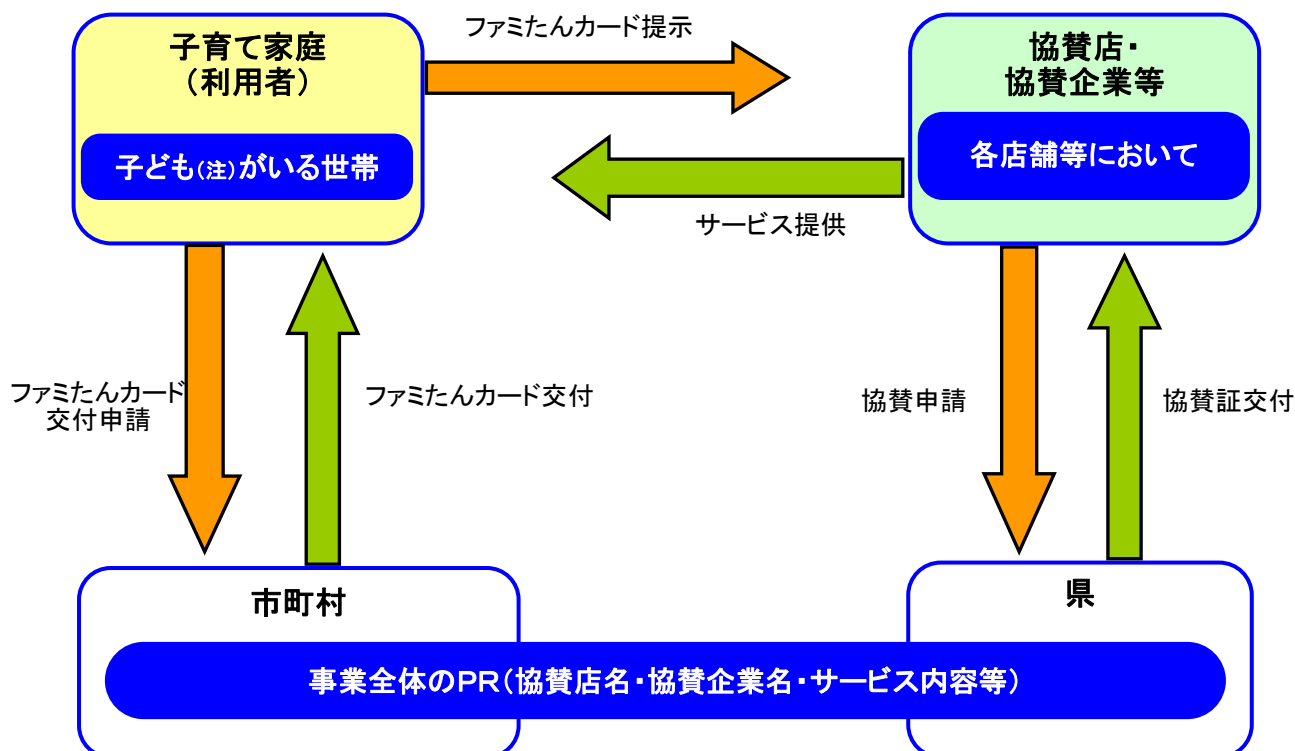 子育て家庭
（利用者）
子ども（注）がいる世帯
ファミたんカード提示
協賛店・
協賛企業等
各店舗等において
サービス提供
ファミたんカード
交付申請
ファミたんカード交付
協賛申請
協賛証交付
市町村
県
事業全体のPR（協賛店名・協賛企業名・サービス内容等）